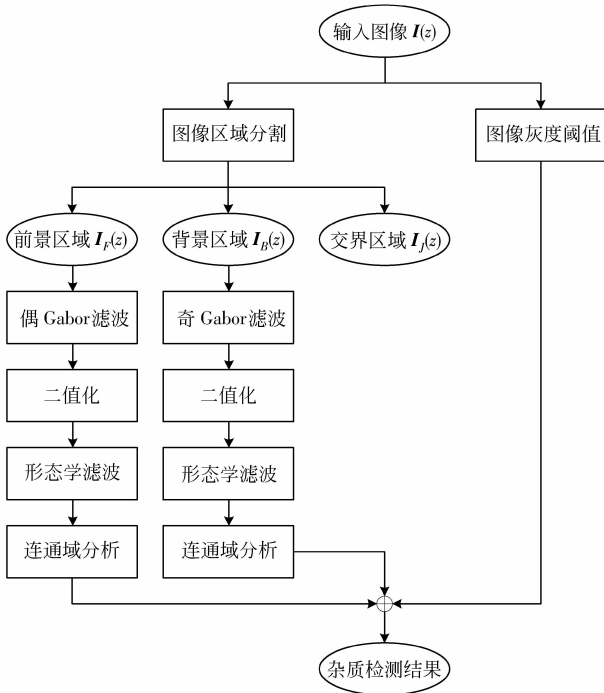 输入图像 I(z)
图像区域分割
图像灰度阈值
前景区域 I_F(z)
背景区域 I_B(z)
交界区域 I_J(z)
偶 Gabor滤波
奇 Gabor滤波
二值化
二值化
形态学滤波
形态学滤波
连通域分析
连通域分析
杂质检测结果